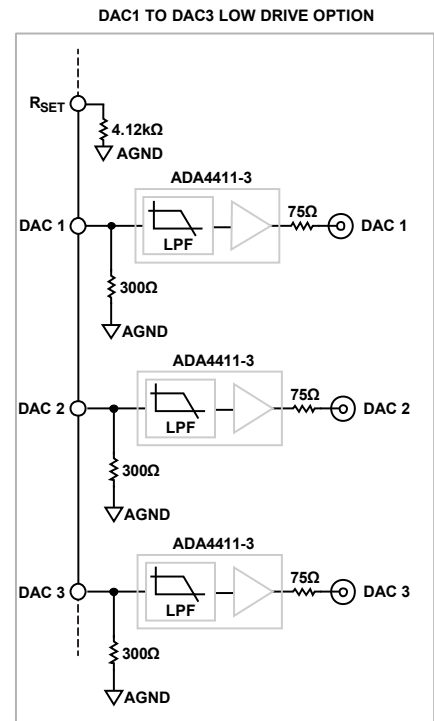 DAC1 TO DAC3 LOW DRIVE OPTION
RSET
4.12kΩ
AGND
ADA4411-3
DAC 1
LPF
75Ω
DAC 1
300Ω
AGND
ADA4411-3
DAC 2
LPF
75Ω
DAC 2
300Ω
AGND
ADA4411-3
DAC 3
LPF
75Ω
DAC 3
300Ω
AGND